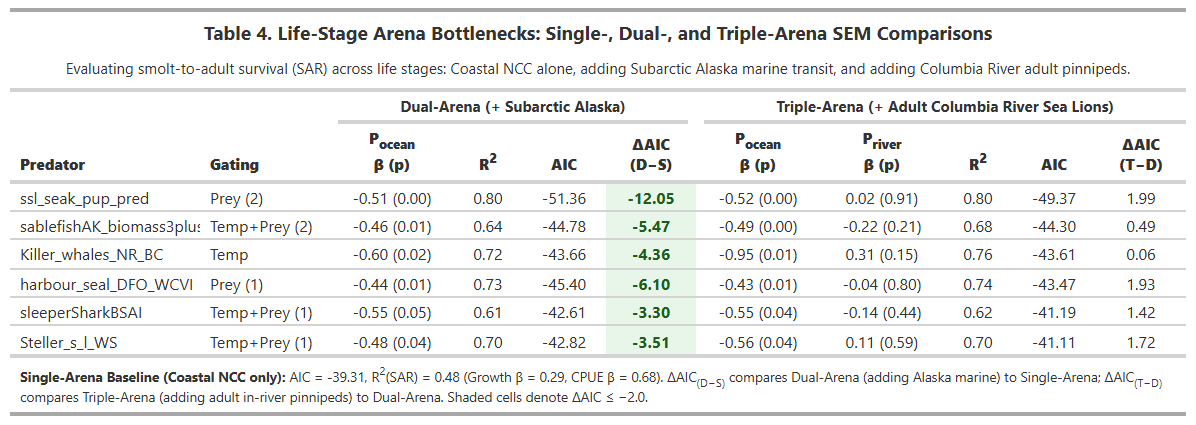 Table 4. Life-Stage Arena Bottlenecks: Single-, Dual-, and Triple-Arena SEM Comparisons
Evaluating smolt-to-adult survival (SAR) across life stages: Coastal NCC alone, adding Subarctic Alaska marine transit, and adding Columbia River adult pinnipeds.
Dual-Arena (+ Subarctic Alaska) Triple-Arena (+ Adult Columbia River Sea Lions)
Predator Gating Pocean β (p) R2 AIC ΔAIC (D−S) Pocean β (p) Priver β (p) R2 AIC ΔAIC (T−D)
ssl_seak_pup_pred Prey (2) -0.51 (0.00) 0.80 -51.36 -12.05 -0.52 (0.00) 0.02 (0.91) 0.80 -49.37 1.99
sablefishAK_biomass3plus Temp+Prey (2) -0.46 (0.01) 0.64 -44.78 -5.47 -0.49 (0.00) -0.22 (0.21) 0.68 -44.30 0.49
Killer_whales_NR_BC Temp -0.60 (0.02) 0.72 -43.66 -4.36 -0.95 (0.01) 0.31 (0.15) 0.76 -43.61 0.06
harbour_seal_DFO_WCVI Prey (1) -0.44 (0.01) 0.73 -45.40 -6.10 -0.43 (0.01) -0.04 (0.80) 0.74 -43.47 1.93
sleeperSharkBSAI Temp+Prey (1) -0.55 (0.05) 0.61 -42.61 -3.30 -0.55 (0.04) -0.14 (0.44) 0.62 -41.19 1.42
Steller_s_l_WS Temp+Prey (1) -0.48 (0.04) 0.70 -42.82 -3.51 -0.56 (0.04) 0.11 (0.59) 0.70 -41.11 1.72
Single-Arena Baseline (Coastal NCC only): AIC = -39.31, R2(SAR) = 0.48 (Growth β = 0.29, CPUE β = 0.68). ΔAIC(D−S) compares Dual-Arena (adding Alaska marine) to Single-Arena; ΔAIC(T−D)
compares Triple-Arena (adding adult in-river pinnipeds) to Dual-Arena. Shaded cells denote ΔAIC ≤ −2.0.